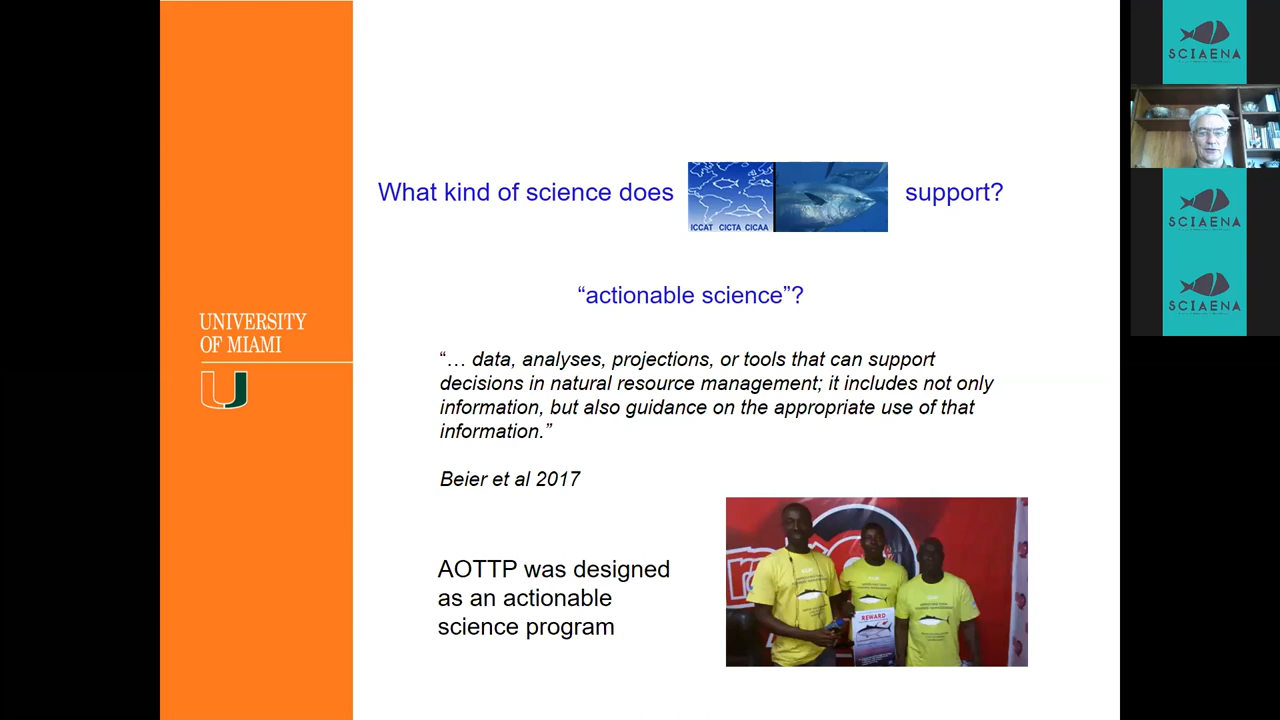 What kind of science does
ICCAT CICTA CICAA
support?
“actionable science”?
“… data, analyses, projections, or tools that can support
decisions in natural resource management; it includes not only
information, but also guidance on the appropriate use of that
information.”
Beier et al 2017
AOTTP was designed
as an actionable
science program
REWARD
UNIVERSITY
OF MIAMI
U
SCIAENA
SCIAENA
SCIAENA